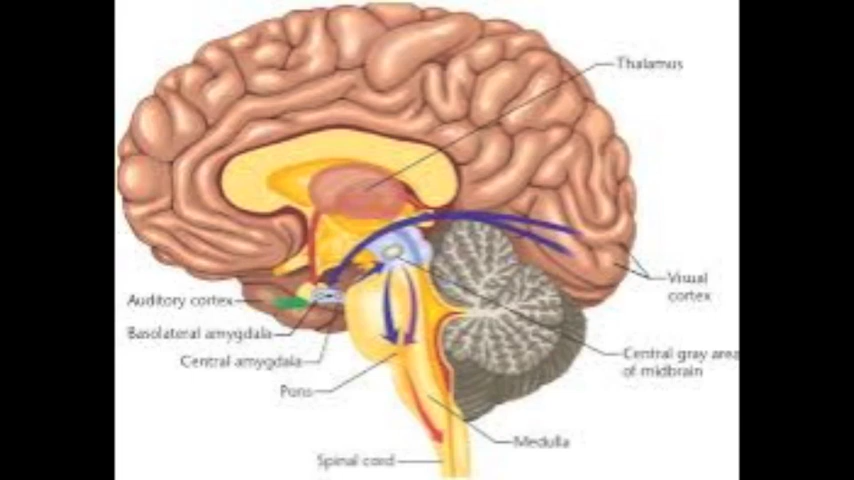 Thalamus
Auditory cortex
Basolateral amygdala
Central amygdala
Pons
Spinal cord
Visual
cortex
Central gray area
of midbrain
Medulla